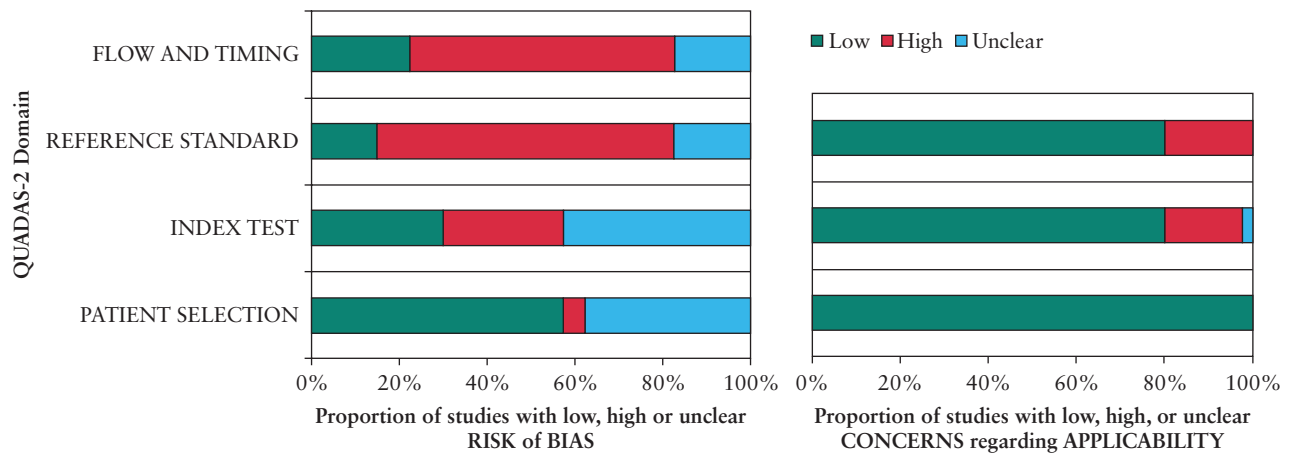 QUADAS-2 Domain
FLOW AND TIMING
REFERENCE STANDARD
INDEX TEST
PATIENT SELECTION
0% 20% 40% 60% 80% 100%
Proportion of studies with low, high or unclear
RISK of BIAS
Low High Unclear
0% 20% 40% 60% 80% 100%
Proportion of studies with low, high, or unclear
CONCERNS regarding APPLICABILITY